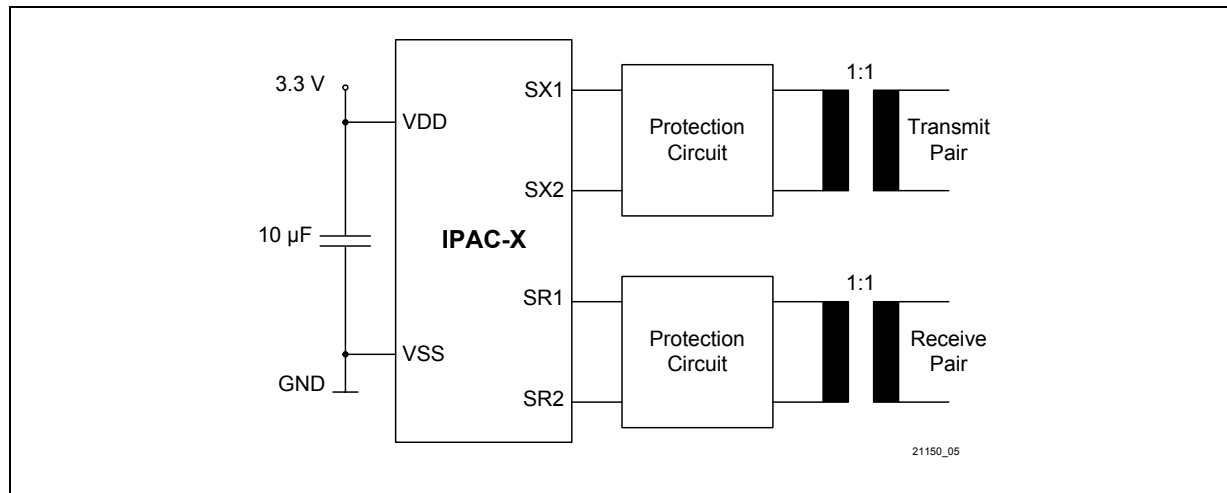 3.3 V
VDD
10 µF
VSS
GND
IPAC-X
SX1
SX2
SR1
SR2
Protection
Circuit
1:1
Transmit
Pair
Protection
Circuit
1:1
Receive
Pair
21150_05